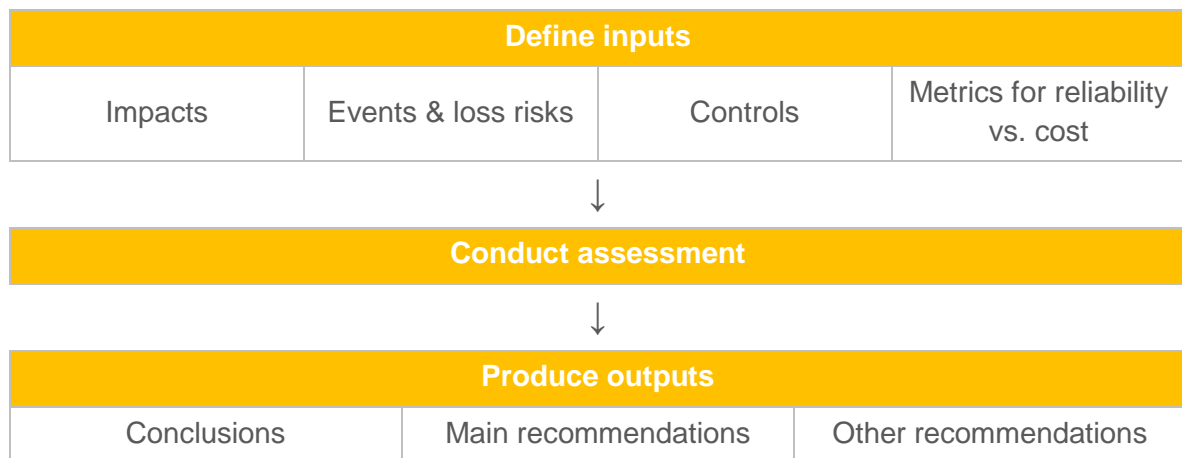 Define inputs
Impacts
Events & loss risks
Controls
Metrics for reliability
vs. cost
↓
Conduct assessment
↓
Produce outputs
Conclusions
Main recommendations
Other recommendations